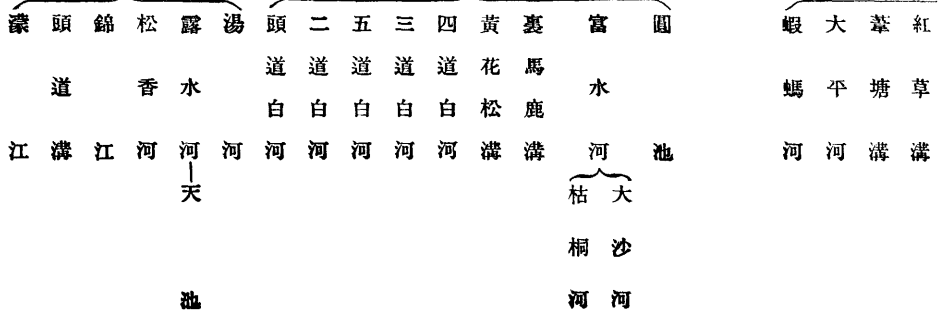 紅草溝
葦塘溝
大平河
蝦蟆河
圓池
富水河
大沙河
枯桐河
裏馬鹿溝
黃花松溝
四道白河
三道白河
五道白河
二道白河
頭道白河
湯河
露水河
天池
松香河
錦江
頭道溝
濛江